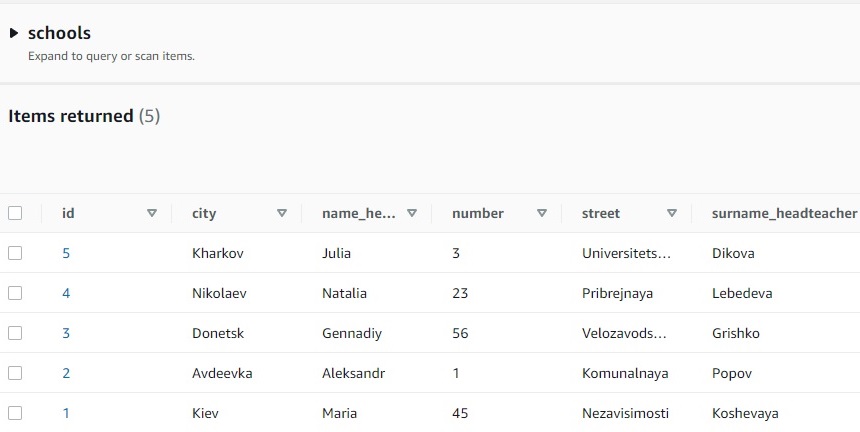 schools
Expand to query or scan items.
Items returned (5)
id city name_he... number street surname_headteacher
5 Kharkov Julia 3 Universitets... Dikova
4 Nikolaev Natalia 23 Pribrejnaya Lebedeva
3 Donetsk Gennadiy 56 Velozavods... Grishko
2 Avdeevka Aleksandr 1 Komunalnaya Popov
1 Kiev Maria 45 Nezavisimosti Koshevaya